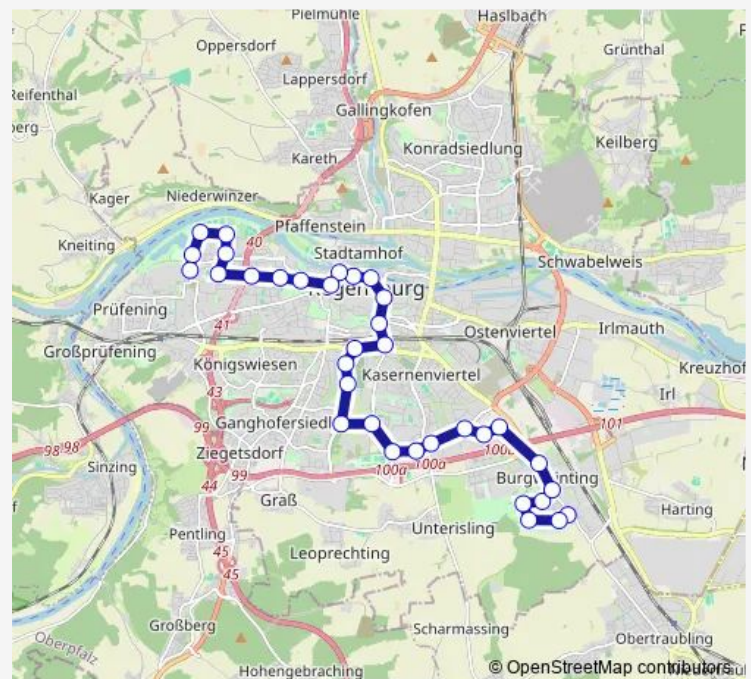 Pielmühle
Haslbach
Oppersdorf
Grünthal
Lappersdorf
Reifenthal
Gallingkofen
Keilberg
Konradsiedlung
Kareth
Kager
Niederwinzer
Pfaffenstein
40
Kneiting
Stadtamhof
Schwabelweis
Prüfening
41
Ostenviertel
Irlmauth
Großprüfening
Königswiesen
Kasernenviertel
Kreuzhof
43
Irl
Ganghofersiedl
101
99
98 98
Ziegetsdorf
Sinzing
99
100a
100a
100b
44
Burgweinting
Graß
Harting
Pentling
Unterisling
45
Leoprechting
45
Großberg
Scharmassing
Obertraubling
Oberpfalz
Hohengebraching
© OpenStreetMap contributors